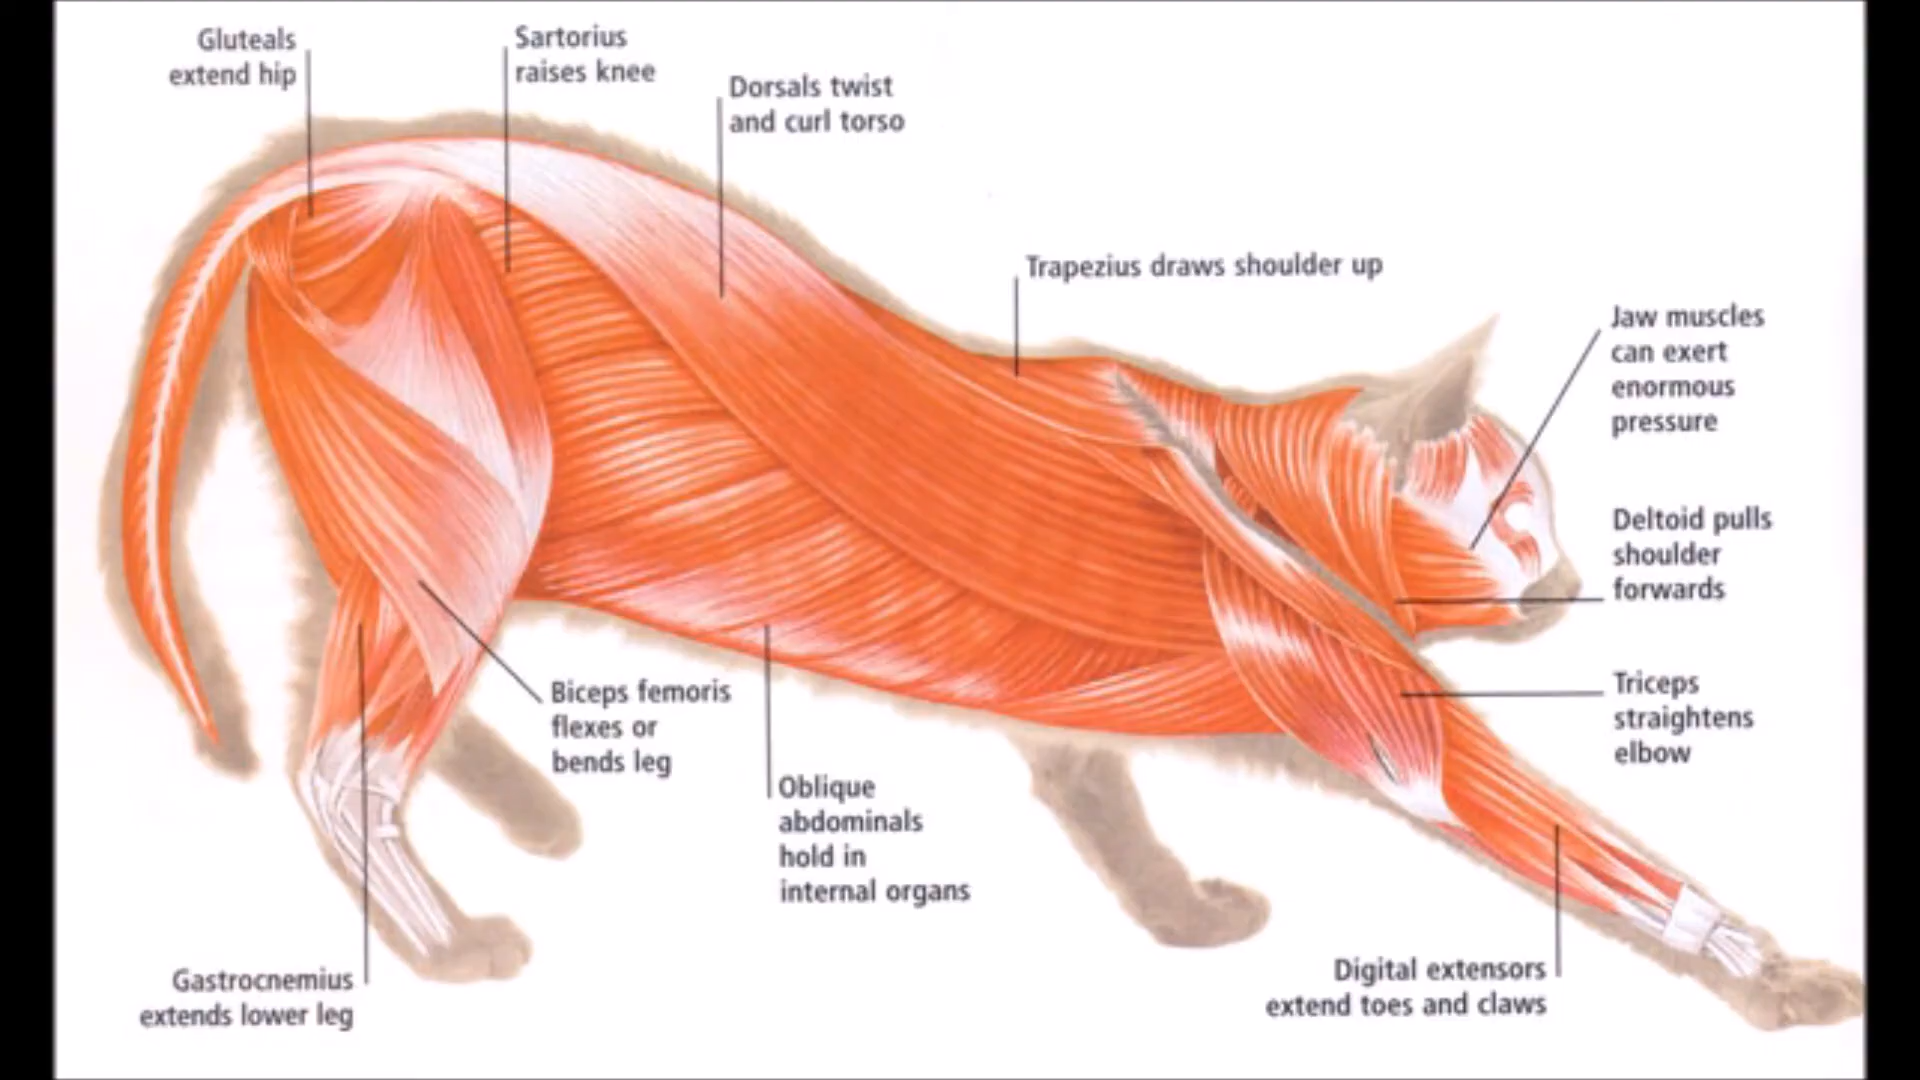 Gluteals
extend hip
Sartorius
raises knee
Dorsals twist
and curl torso
Trapezius draws shoulder up
Jaw muscles
can exert
enormous
pressure
Deltoid pulls
shoulder
forwards
Triceps
straightens
elbow
Biceps femoris
flexes or
bends leg
Oblique
abdominals
hold in
internal organs
Gastrocnemius
extends lower leg
Digital extensors
extend toes and claws